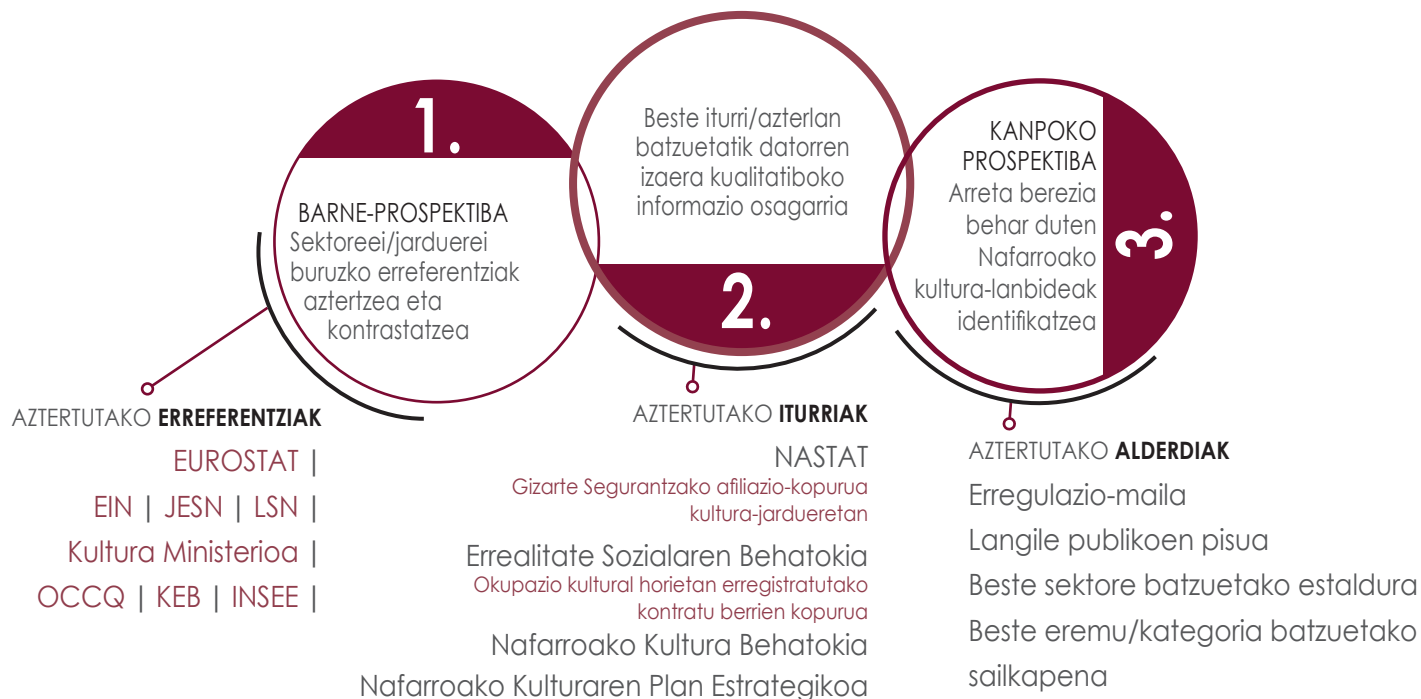 1.
BARNE-PROSPEKTIBA
Sektoreei/jarduerei
buruzko erreferentziak
aztertzea eta
kontrastatzea
AZTERTUTAKO ERREFERENTZIAK
EUROSTAT |
EIN | JESN | LSN |
Kultura Ministerioa |
OCCQ | KEB | INSEE |
Beste iturri/azterlan
batzuetatik datorren
izaera kualitatiboko
informazio osagarria
2.
AZTERTUTAKO ITURRIAK
NASTAT
Gizarte Segurantzako afiliazio-kopurua
kultura-jardueretan
Errealitate Sozialaren Behatokia
Okupazio kultural horietan erregistratutako
kontratu berrien kopurua
Nafarroako Kultura Behatokia
Nafarroako Kulturaren Plan Estrategikoa
KANPOKO
PROSPEKTIBA
Arreta berezia
behar duten
Nafarroako
kultura-lanbideak
identifikatzea
3.
AZTERTUTAKO ALDERDIAK
Erregulazio-maila
Langile publikoen pisua
Beste sektore batzuetako estaldura
Beste eremu/kategoria batzuetako
sailkapena